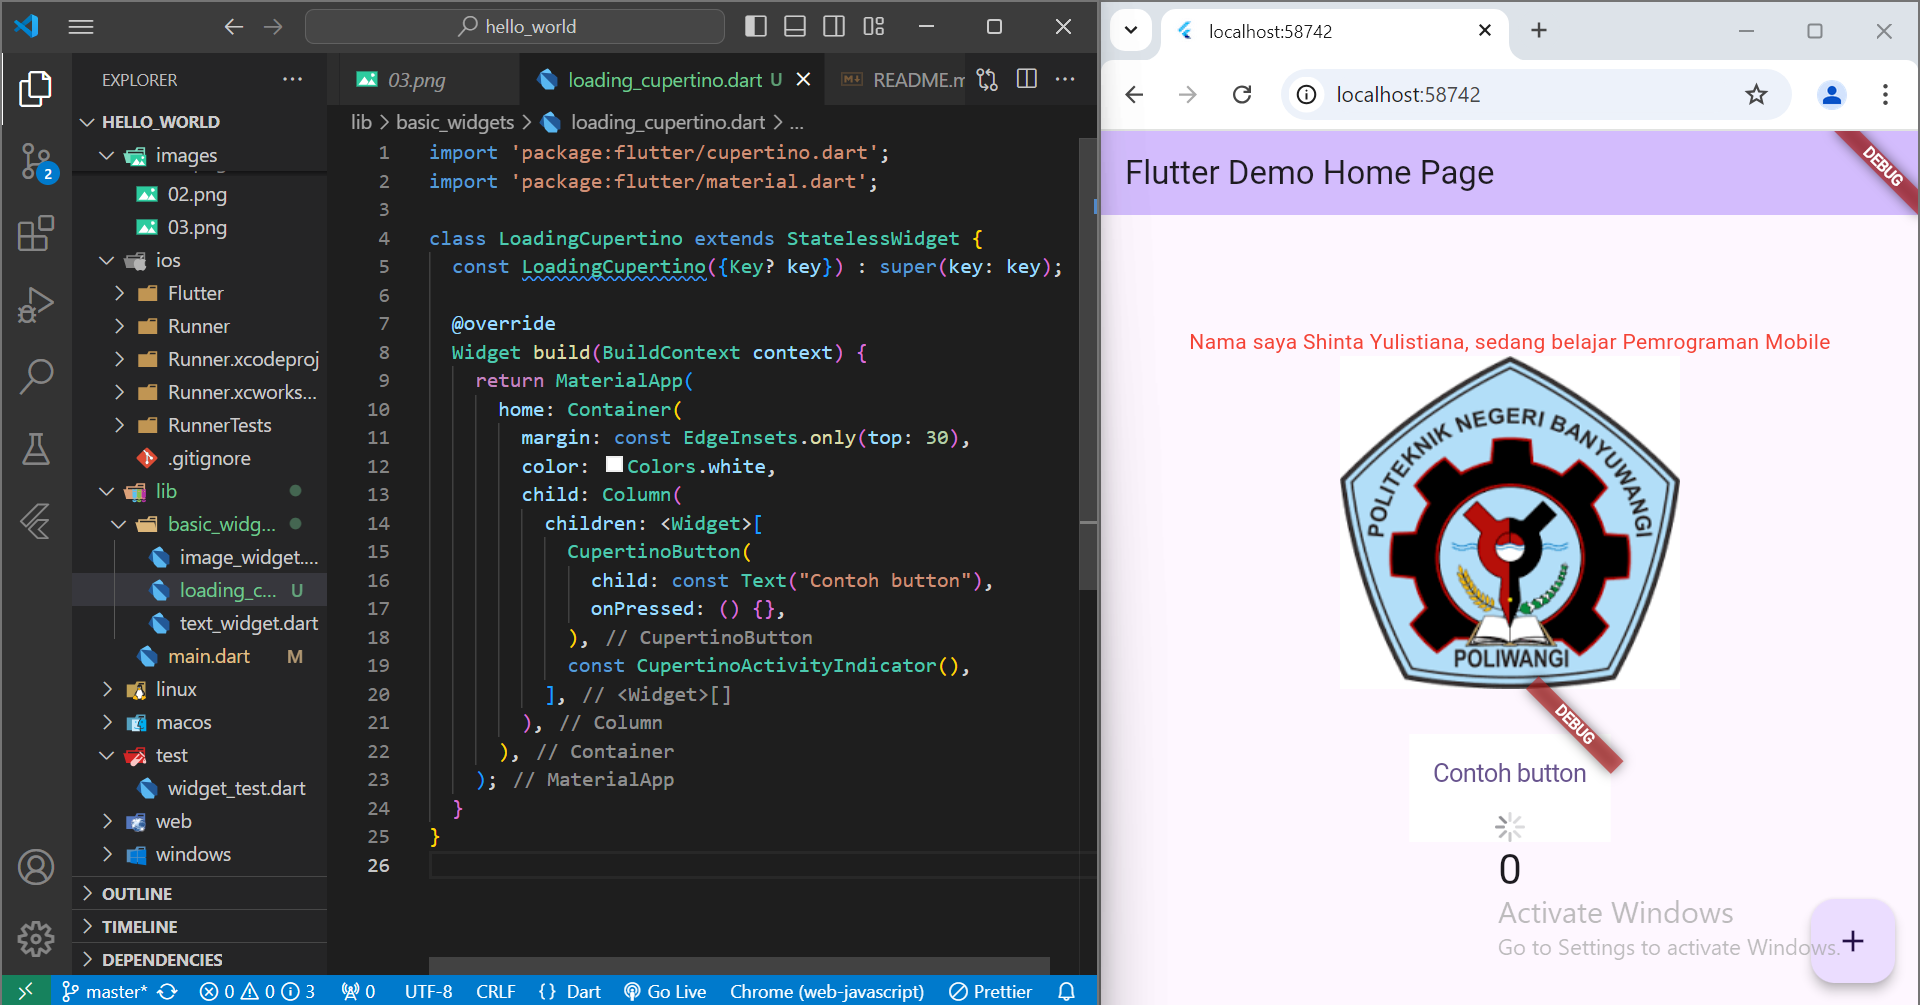 hello_world
EXPLORER
HELLO_WORLD
images
02.png
03.png
ios
Flutter
Runner
Runner.xcodeproj
Runner.xcworks...
RunnerTests
.gitignore
lib
basic_widg...
image_widget....
loading_c... U
text_widget.dart
main.dart M
linux
macos
test
widget_test.dart
web
windows
OUTLINE
TIMELINE
DEPENDENCIES
2
03.png
loading_cupertino.dart U
README.m
lib > basic_widgets > loading_cupertino.dart > ...
1 import 'package:flutter/cupertino.dart';
2 import 'package:flutter/material.dart';
3
4 class LoadingCupertino extends StatelessWidget {
5 const LoadingCupertino({Key? key}) : super(key: key);
6
7 @override
8 Widget build(BuildContext context) {
9 return MaterialApp(
10 home: Container(
11 margin: const EdgeInsets.only(top: 30),
12 color: Colors.white,
13 child: Column(
14 children: <Widget>[
15 CupertinoButton(
16 child: const Text("Contoh button"),
17 onPressed: () {},
18 ), // CupertinoButton
19 const CupertinoActivityIndicator(),
20 ], // <Widget>[]
21 ), // Column
22 ), // Container
23 ); // MaterialApp
24 }
25 }
26
master* 0 0 3 0 UTF-8 CRLF {} Dart Go Live Chrome (web-javascript) Prettier
localhost:58742
localhost:58742
Flutter Demo Home Page
DEBUG
Nama saya Shinta Yulistiana, sedang belajar Pemrograman Mobile
POLITEKNIK NEGERI BANYUWANGI
POLIWANGI
DEBUG
Contoh button
0
Activate Windows
Go to Settings to activate Windows.
+